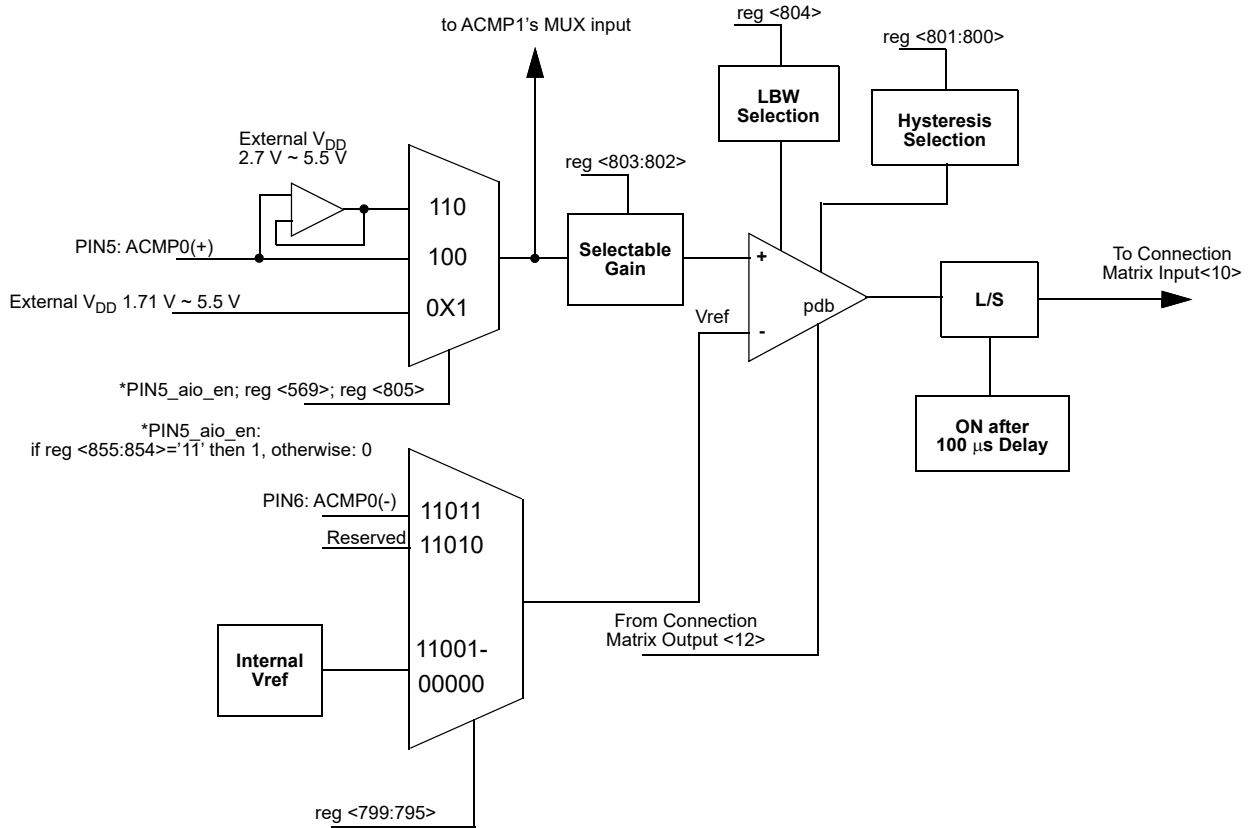 reg <804>
to ACMP1's MUX input
reg <801:800>
LBW
Selection
Hysteresis
Selection
External VDD
2.7 V ~ 5.5 V
reg <803:802>
110
PIN5: ACMP0(+)
100
Selectable
Gain
+
To Connection
Matrix Input<10>
External VDD 1.71 V ~ 5.5 V
0X1
L/S
pdb
Vref
-
*PIN5_aio_en; reg <569>; reg <805>
*PIN5_aio_en:
if reg <855:854>='11' then 1, otherwise: 0
ON after
100 μs Delay
PIN6: ACMP0(-)
11011
Reserved
11010
From Connection
Matrix Output <12>
11001-
00000
Internal
Vref
reg <799:795>